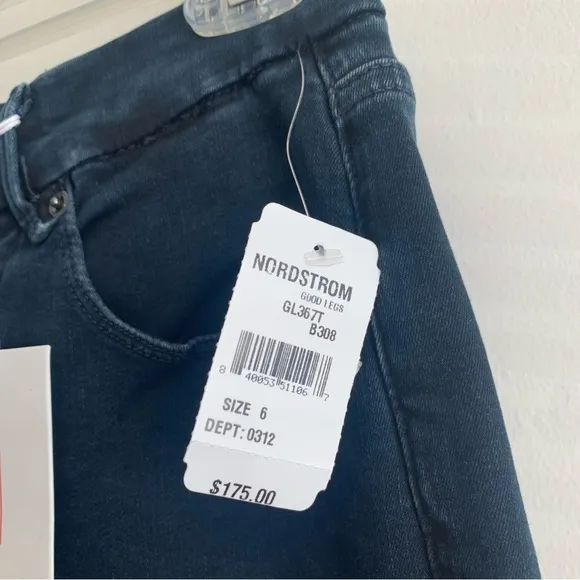 NORDSTROM
GOOD LEGS
GL367T
B308
8 40053 51106 7
SIZE 6
DEPT:0312
$175.00